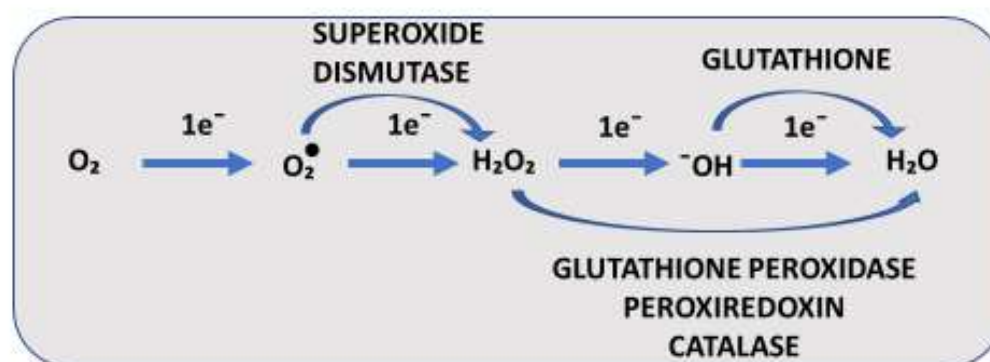 SUPEROXIDE
DISMUTASE
GLUTATHIONE
1e⁻ 1e⁻ 1e⁻ 1e⁻
O₂ O₂● H₂O₂ ⁻OH H₂O
GLUTATHIONE PEROXIDASE
PEROXIREDOXIN
CATALASE